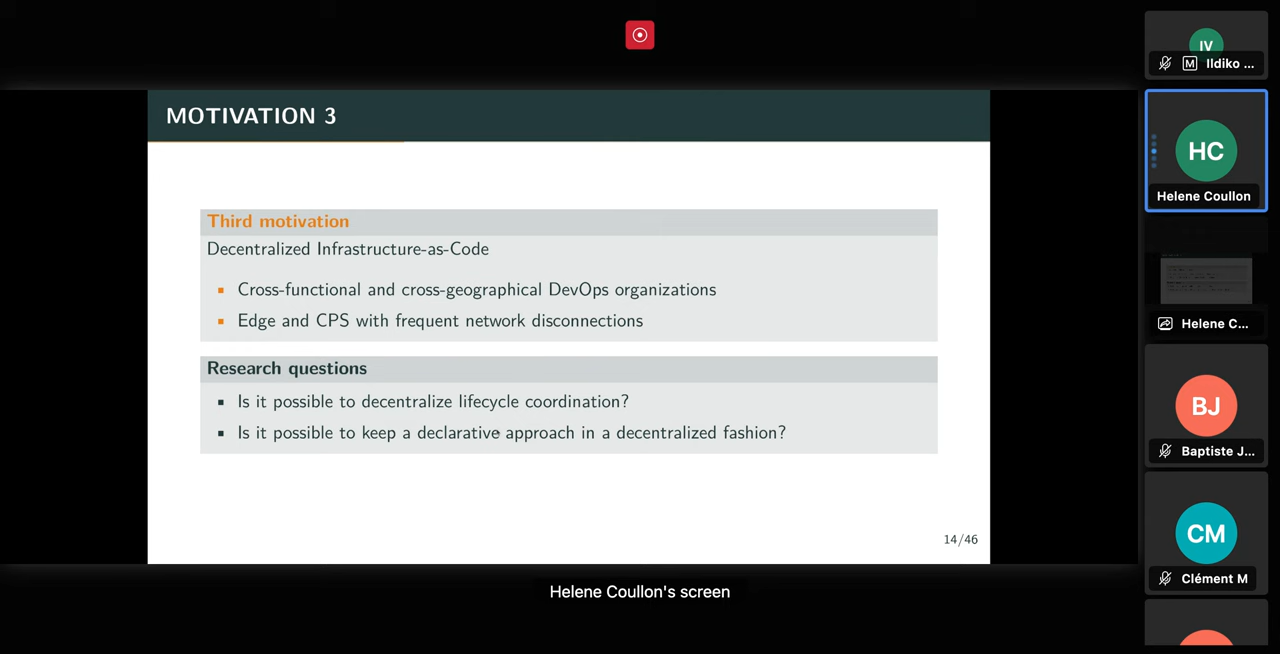 MOTIVATION 3
Third motivation
Decentralized Infrastructure-as-Code
Cross-functional and cross-geographical DevOps organizations
Edge and CPS with frequent network disconnections
Research questions
Is it possible to decentralize lifecycle coordination?
Is it possible to keep a declarative approach in a decentralized fashion?
14/46
Helene Coullon's screen
IV
M Ildiko ...
HC
Helene Coullon
Helene C...
BJ
Baptiste J...
CM
Clément M